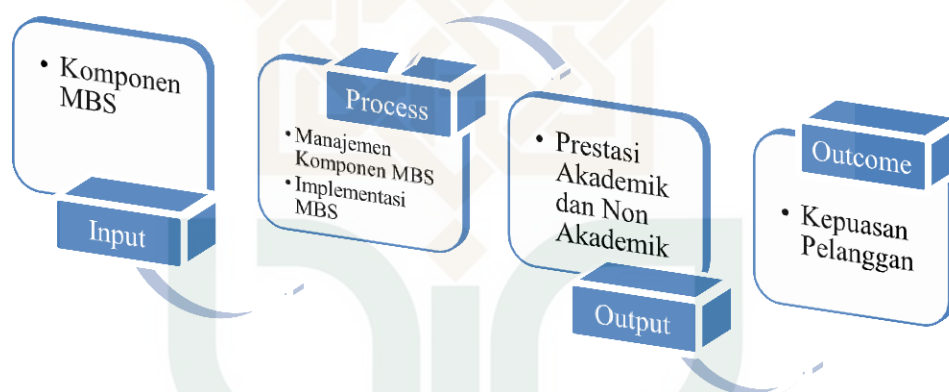 • Komponen
MBS
Input
Process
• Manajemen
Komponen MBS
• Implementasi
MBS
• Prestasi
Akademik
dan Non
Akademik
Output
Outcome
• Kepuasan
Pelanggan